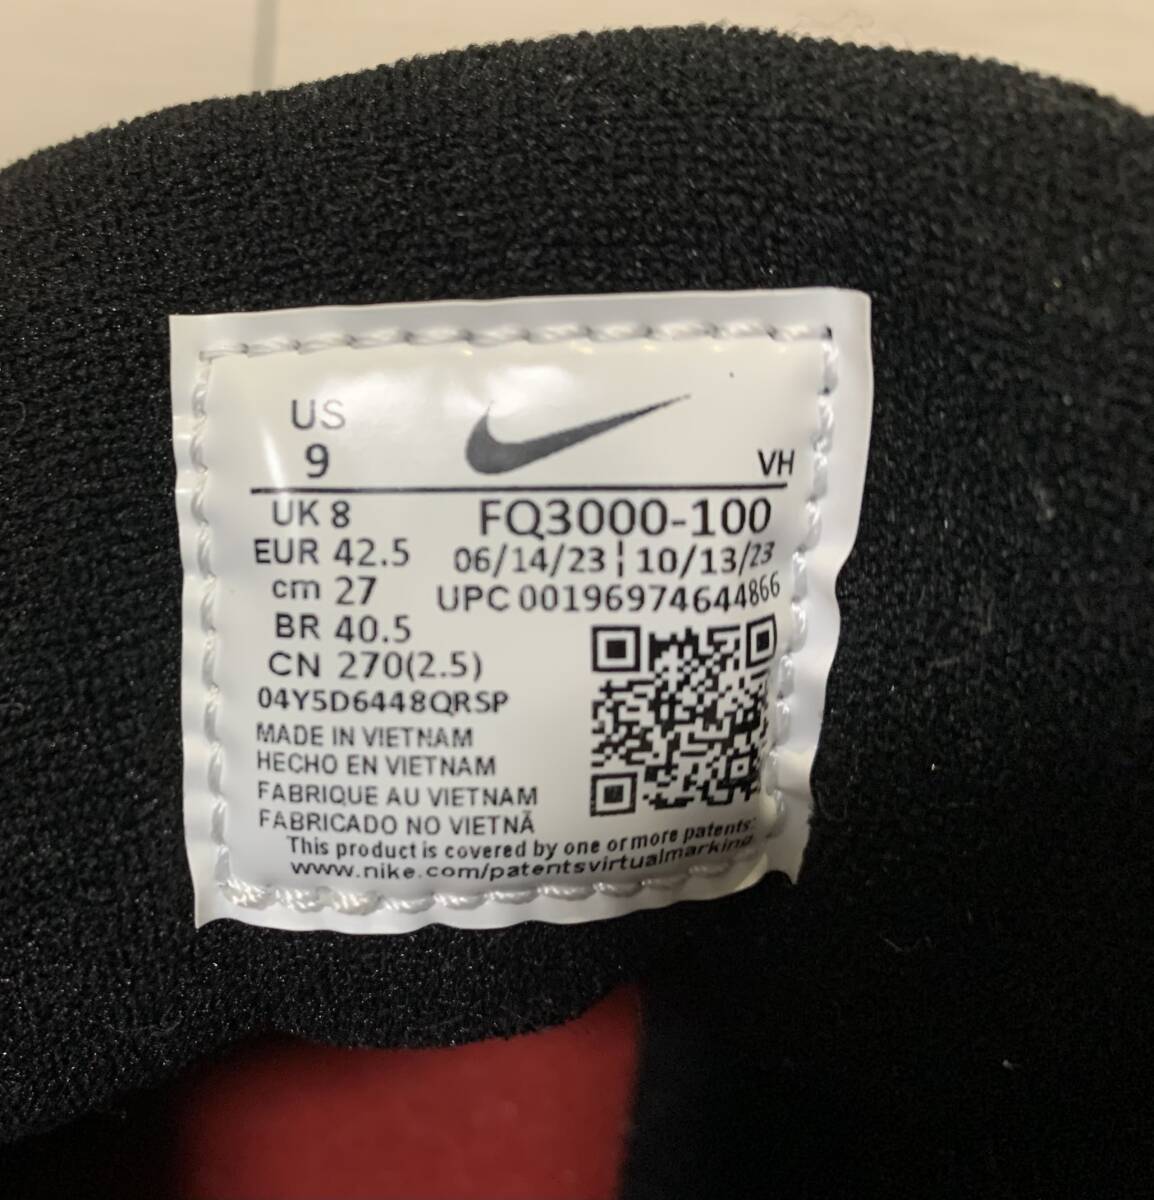 US
9
VH
UK 8
FQ3000-100
EUR 42.5
06/14/23 ¦ 10/13/23
cm 27
UPC 00196974644866
BR 40.5
CN 270(2.5)
04Y5D6448QRSP
MADE IN VIETNAM
HECHO EN VIETNAM
FABRIQUE AU VIETNAM
FABRICADO NO VIETNÃ
This product is covered by one or more patents:
www.nike.com/patentsvirtualmarking